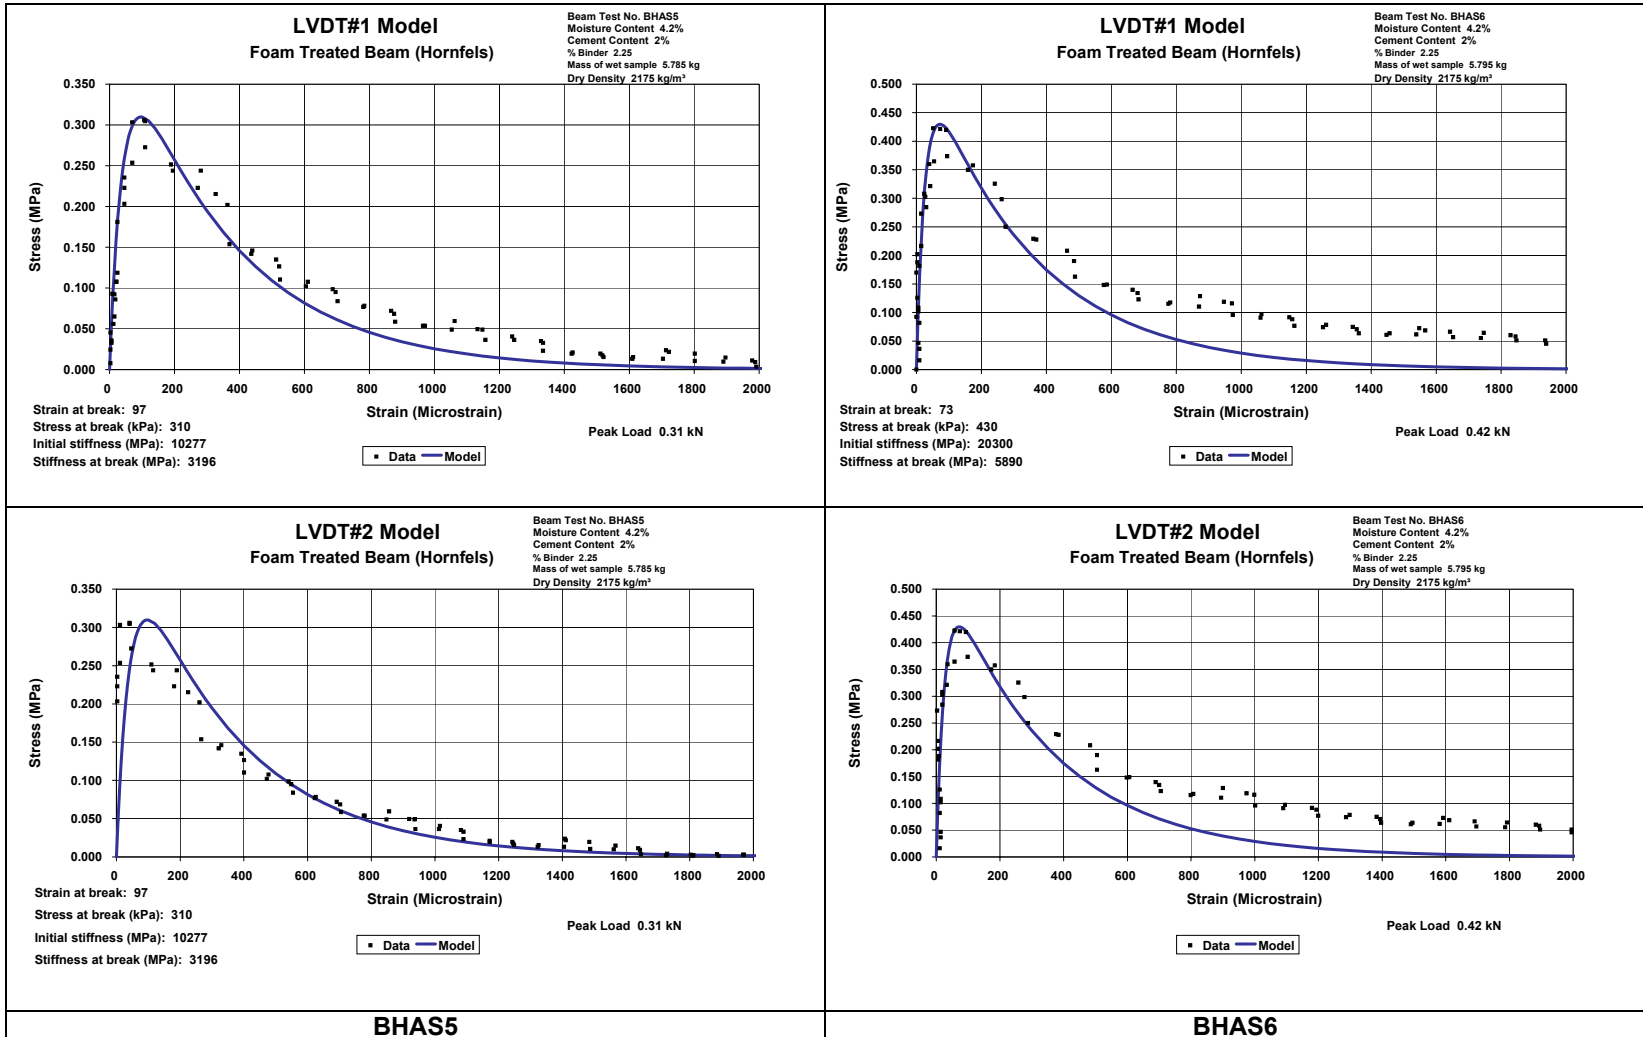 LVDT#1 Model
Foam Treated Beam (Hornfels)
Beam Test No. BHAS5
Moisture Content 4.2%
Cement Content 2%
% Binder 2.25
Mass of wet sample 5.785 kg
Dry Density 2175 kg/m³
0.350
0.300
0.250
0.200
0.150
0.100
0.050
0.000
Stress (MPa)
0 200 400 600 800 1000 1200 1400 1600 1800 2000
Strain (Microstrain)
Strain at break: 97
Stress at break (kPa): 310
Initial stiffness (MPa): 10277
Stiffness at break (MPa): 3196
Peak Load 0.31 kN
Data Model
LVDT#1 Model
Foam Treated Beam (Hornfels)
Beam Test No. BHAS6
Moisture Content 4.2%
Cement Content 2%
% Binder 2.25
Mass of wet sample 5.795 kg
Dry Density 2175 kg/m³
0.500
0.450
0.400
0.350
0.300
0.250
0.200
0.150
0.100
0.050
0.000
Stress (MPa)
0 200 400 600 800 1000 1200 1400 1600 1800 2000
Strain (Microstrain)
Strain at break: 73
Stress at break (kPa): 430
Initial stiffness (MPa): 20300
Stiffness at break (MPa): 5890
Peak Load 0.42 kN
Data Model
LVDT#2 Model
Foam Treated Beam (Hornfels)
Beam Test No. BHAS5
Moisture Content 4.2%
Cement Content 2%
% Binder 2.25
Mass of wet sample 5.785 kg
Dry Density 2175 kg/m³
0.350
0.300
0.250
0.200
0.150
0.100
0.050
0.000
Stress (MPa)
0 200 400 600 800 1000 1200 1400 1600 1800 2000
Strain (Microstrain)
Strain at break: 97
Stress at break (kPa): 310
Initial stiffness (MPa): 10277
Stiffness at break (MPa): 3196
Peak Load 0.31 kN
Data Model
LVDT#2 Model
Foam Treated Beam (Hornfels)
Beam Test No. BHAS6
Moisture Content 4.2%
Cement Content 2%
% Binder 2.25
Mass of wet sample 5.795 kg
Dry Density 2175 kg/m³
0.500
0.450
0.400
0.350
0.300
0.250
0.200
0.150
0.100
0.050
0.000
Stress (MPa)
0 200 400 600 800 1000 1200 1400 1600 1800 2000
Strain (Microstrain)
Peak Load 0.42 kN
Data Model
BHAS5
BHAS6